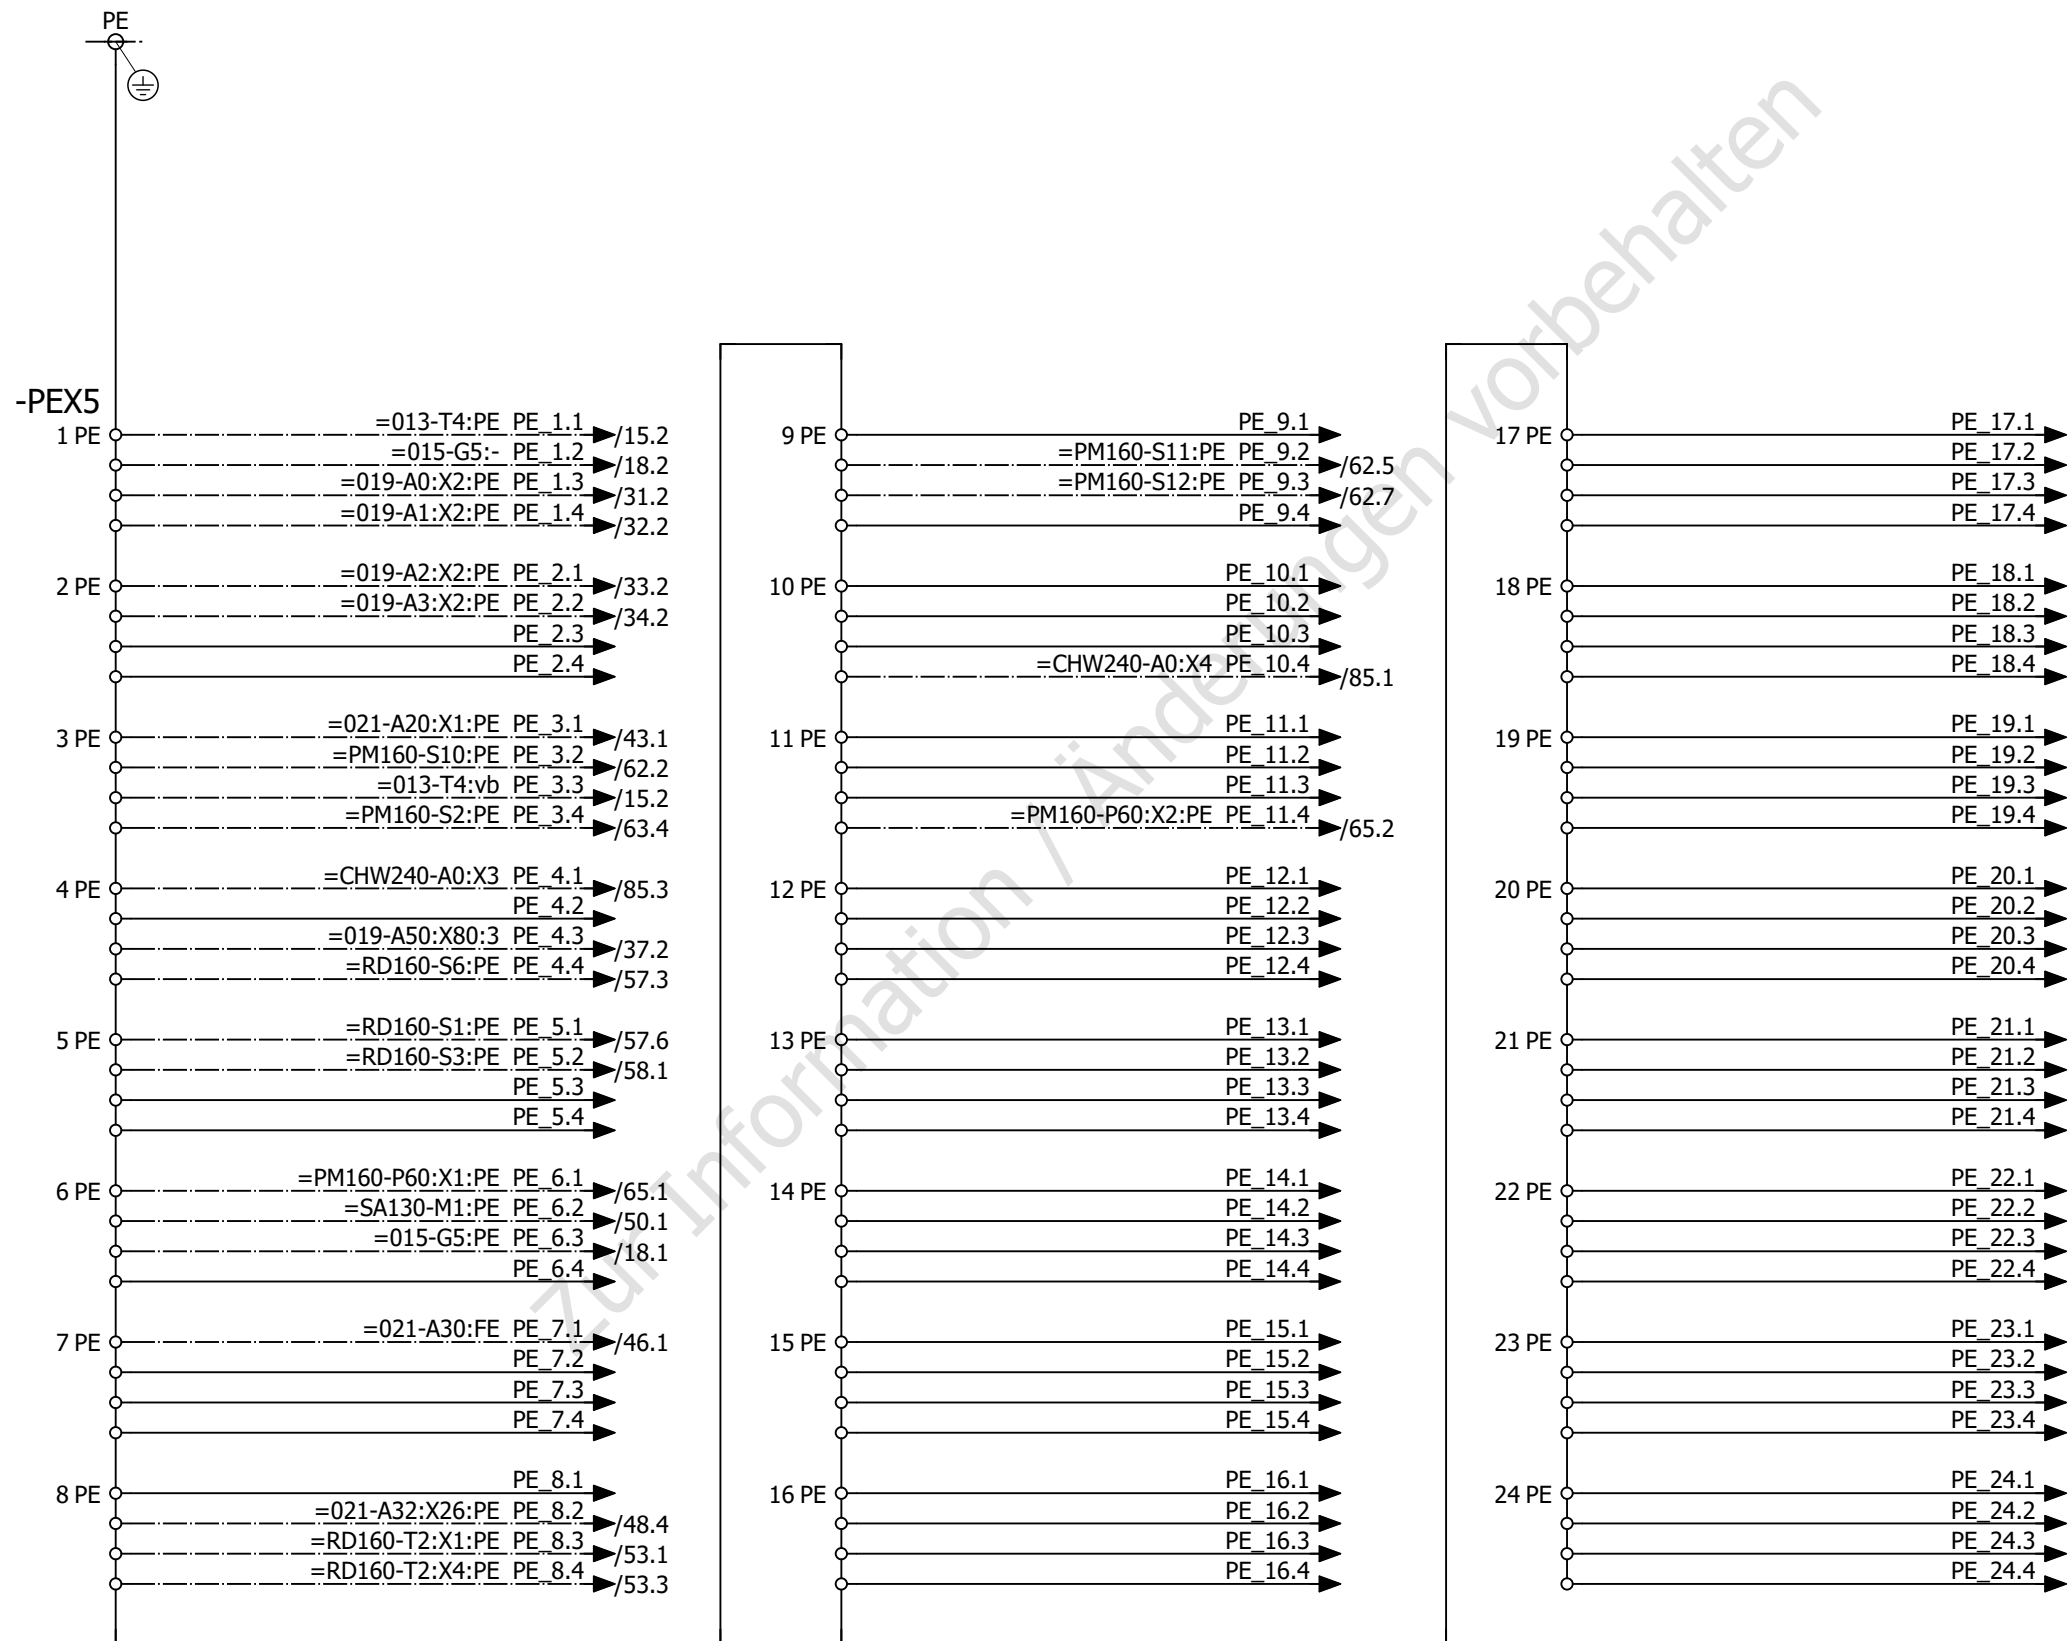 PE
-PEX5
1 PE
=013-T4:PE PE_1.1 /15.2
=015-G5:- PE_1.2 /18.2
=019-A0:X2:PE PE_1.3 /31.2
=019-A1:X2:PE PE_1.4 /32.2
2 PE
=019-A2:X2:PE PE_2.1 /33.2
=019-A3:X2:PE PE_2.2 /34.2
PE_2.3
PE_2.4
3 PE
=021-A20:X1:PE PE_3.1 /43.1
=PM160-S10:PE PE_3.2 /62.2
=013-T4:vb PE_3.3 /15.2
=PM160-S2:PE PE_3.4 /63.4
4 PE
=CHW240-A0:X3 PE_4.1 /85.3
PE_4.2
=019-A50:X80:3 PE_4.3 /37.2
=RD160-S6:PE PE_4.4 /57.3
5 PE
=RD160-S1:PE PE_5.1 /57.6
=RD160-S3:PE PE_5.2 /58.1
PE_5.3
PE_5.4
6 PE
=PM160-P60:X1:PE PE_6.1 /65.1
=SA130-M1:PE PE_6.2 /50.1
=015-G5:PE PE_6.3 /18.1
PE_6.4
7 PE
=021-A30:FE PE_7.1 /46.1
PE_7.2
PE_7.3
PE_7.4
8 PE
PE_8.1
=021-A32:X26:PE PE_8.2 /48.4
=RD160-T2:X1:PE PE_8.3 /53.1
=RD160-T2:X4:PE PE_8.4 /53.3
9 PE
PE_9.1
=PM160-S11:PE PE_9.2 /62.5
=PM160-S12:PE PE_9.3 /62.7
PE_9.4
10 PE
PE_10.1
PE_10.2
PE_10.3
=CHW240-A0:X4 PE_10.4 /85.1
11 PE
PE_11.1
PE_11.2
PE_11.3
=PM160-P60:X2:PE PE_11.4 /65.2
12 PE
PE_12.1
PE_12.2
PE_12.3
PE_12.4
13 PE
PE_13.1
PE_13.2
PE_13.3
PE_13.4
14 PE
PE_14.1
PE_14.2
PE_14.3
PE_14.4
15 PE
PE_15.1
PE_15.2
PE_15.3
PE_15.4
16 PE
PE_16.1
PE_16.2
PE_16.3
PE_16.4
17 PE
PE_17.1
PE_17.2
PE_17.3
PE_17.4
18 PE
PE_18.1
PE_18.2
PE_18.3
PE_18.4
19 PE
PE_19.1
PE_19.2
PE_19.3
PE_19.4
20 PE
PE_20.1
PE_20.2
PE_20.3
PE_20.4
21 PE
PE_21.1
PE_21.2
PE_21.3
PE_21.4
22 PE
PE_22.1
PE_22.2
PE_22.3
PE_22.4
23 PE
PE_23.1
PE_23.2
PE_23.3
PE_23.4
24 PE
PE_24.1
PE_24.2
PE_24.3
PE_24.4
Zur Information / Änderungen vorbehalten